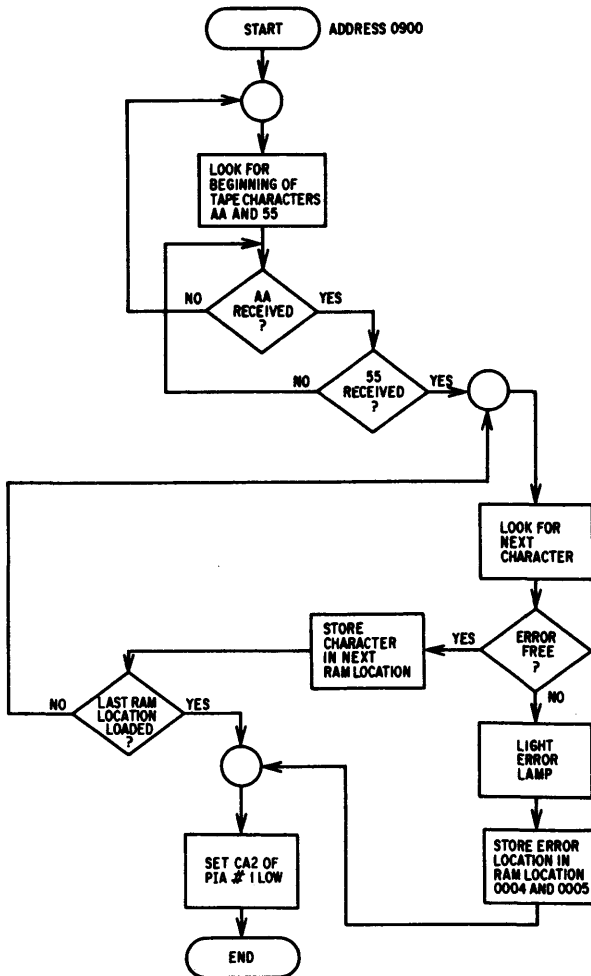 START
ADDRESS 0900
LOOK FOR
BEGINNING OF
TAPE CHARACTERS
AA AND 55
NO
AA
RECEIVED
?
YES
NO
55
RECEIVED
?
YES
LOOK FOR
NEXT
CHARACTER
STORE
CHARACTER
IN NEXT
RAM LOCATION
YES
ERROR
FREE
?
NO
NO
LAST RAM
LOCATION
LOADED
?
YES
LIGHT
ERROR
LAMP
SET CA2 OF
PIA # 1 LOW
STORE ERROR
LOCATION IN
RAM LOCATION
0004 AND 0005
END